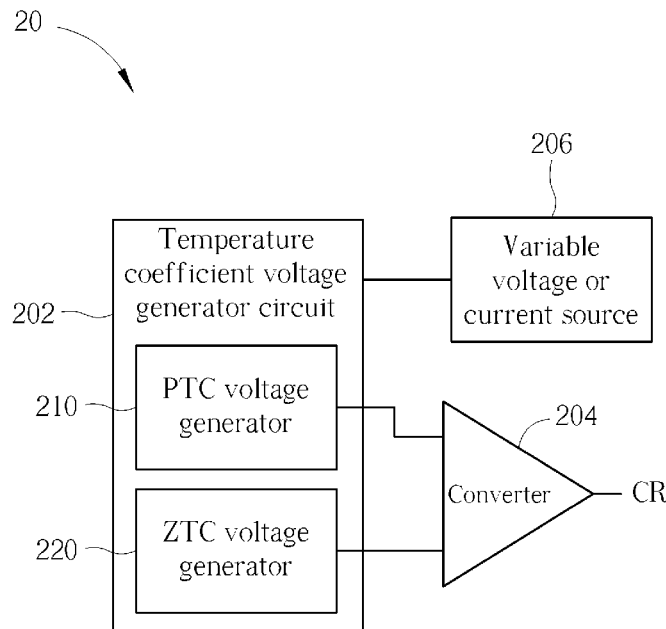 20
206
Temperature
coefficient voltage
generator circuit
Variable
voltage or
current source
202
PTC voltage
generator
210
204
Converter
CR
ZTC voltage
generator
220